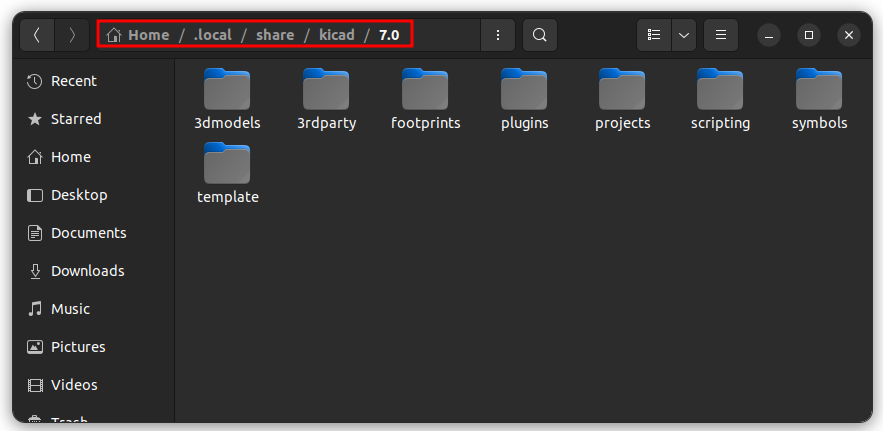 Home / .local / share / kicad / 7.0
Recent
Starred
Home
Desktop
Documents
Downloads
Music
Pictures
Videos
Trash
3dmodels 3rdparty footprints plugins projects scripting symbols
template